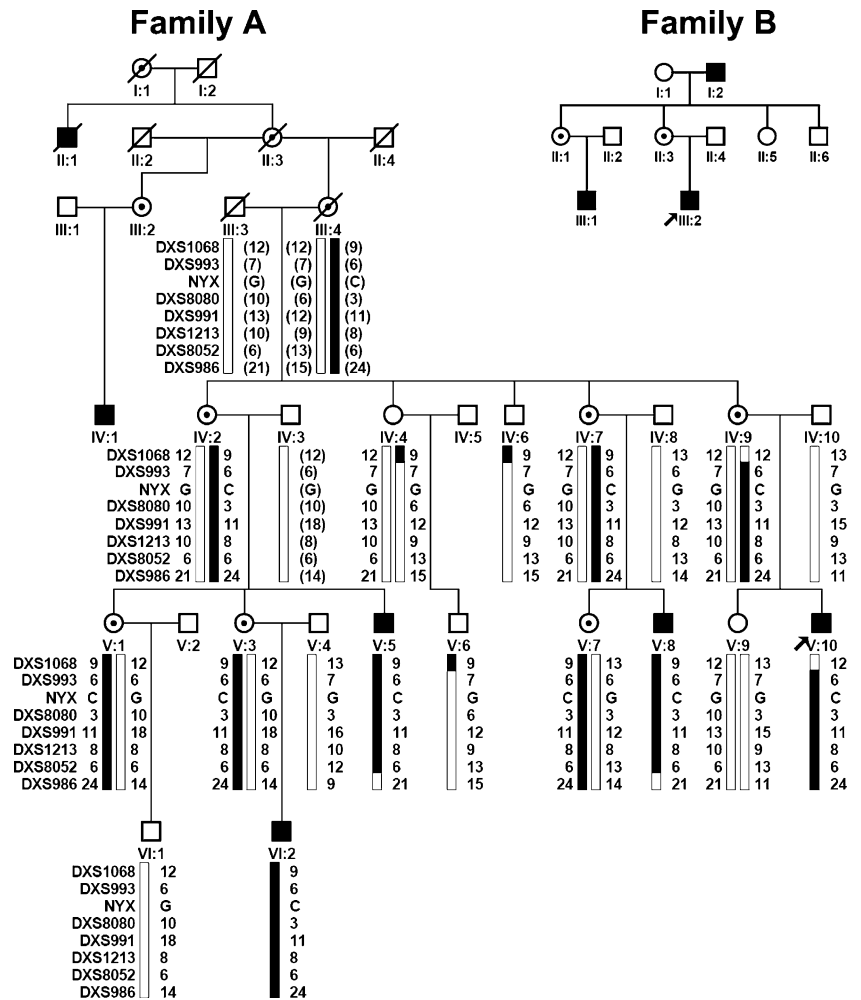 Family A Family B
I:1 I:2
I:1 I:2
II:1 II:2 II:3 II:4
II:1 II:2 II:3 II:4 II:5 II:6
III:1 III:2 III:3 III:4
III:1 III:2
DXS1068 (12) (12) (9)
DXS993 (7) (7) (6)
NYX (G) (G) (C)
DXS8080 (10) (6) (3)
DXS991 (13) (12) (11)
DXS1213 (10) (9) (8)
DXS8052 (6) (13) (6)
DXS986 (21) (15) (24)
IV:1 IV:2 IV:3 IV:4 IV:5 IV:6 IV:7 IV:8 IV:9 IV:10
DXS1068 12 9 (12) 12 9 9 12 9 13 12 12 13
DXS993 7 6 (6) 7 7 7 7 6 6 7 6 7
NYX G C (G) G G G G C G G C G
DXS8080 10 3 (10) 10 6 6 10 3 3 10 3 3
DXS991 13 11 (18) 13 12 12 13 11 12 13 11 15
DXS1213 10 8 (8) 10 9 9 10 8 8 10 8 9
DXS8052 6 6 (6) 6 13 13 6 6 13 6 6 13
DXS986 21 24 (14) 21 15 15 21 24 14 21 24 11
V:1 V:2 V:3 V:4 V:5 V:6 V:7 V:8 V:9 V:10
DXS1068 9 12 9 12 13 9 9 9 13 9 12 13 12
DXS993 6 6 6 6 7 6 7 6 6 6 7 7 6
NYX C G C G G C G C G C G G C
DXS8080 3 10 3 10 3 3 6 3 3 3 10 3 3
DXS991 11 18 11 18 16 11 12 11 12 11 13 15 11
DXS1213 8 8 8 8 10 8 9 8 8 8 10 9 8
DXS8052 6 6 6 6 12 6 13 6 13 6 6 13 6
DXS986 24 14 24 14 9 21 15 24 14 21 21 11 24
VI:1 VI:2
DXS1068 12 9
DXS993 6 6
NYX G C
DXS8080 10 3
DXS991 18 11
DXS1213 8 8
DXS8052 6 6
DXS986 14 24